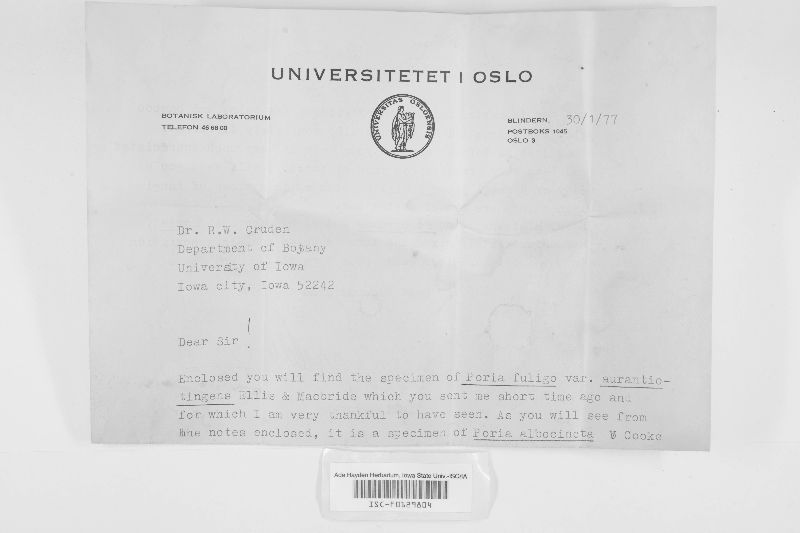 UNIVERSITETET I OSLO
BOTANISK LABORATORIUM
TELEFON 46 68 00
UNIVERSITAS OSLOENSIS
BLINDERN, 30/1/77
POSTBOKS 1045
OSLO 3
Dr. R.W. Cruden
Department of Botany
University of Iowa
Iowa city, Iowa 52242
Dear Sir !
Enclosed you will find the specimen of Poria fuligo var. aurantio-
tingens Ellis & Macbride which you sent me short time ago and
for which I am very thankful to have seen. As you will see from
the notes enclosed, it is a specimen of Poria albocincta Cooke
Ada Hayden Herbarium, Iowa State Univ.-ISC/IA
ISC-F0129804